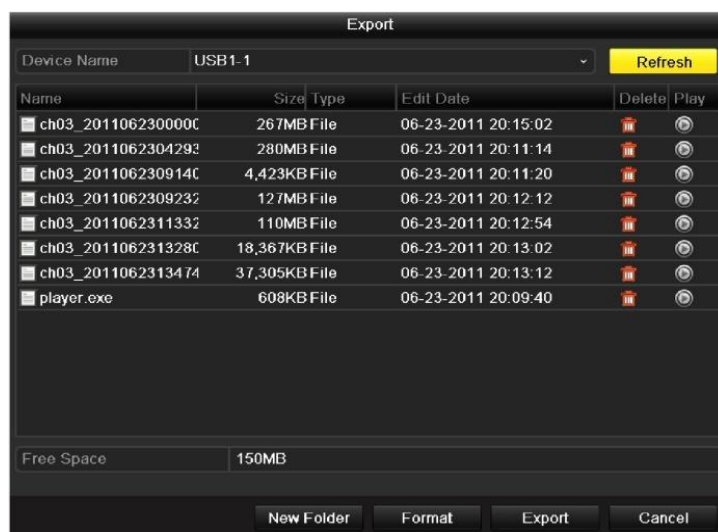 Export
Device Name USB1-1 Refresh
Name Size Type Edit Date Delete Play
ch03_201106230000C 267MB File 06-23-2011 20:15:02
ch03_201106230429З 280MB File 06-23-2011 20:11:14
ch03_201106230914C 4,423KB File 06-23-2011 20:11:20
ch03_2011062309232 127MB File 06-23-2011 20:12:12
ch03_2011062311332 110MB File 06-23-2011 20:12:54
ch03_201106231328C 18,367KB File 06-23-2011 20:13:02
ch03_2011062313474 37,305KB File 06-23-2011 20:13:12
player.exe 608KB File 06-23-2011 20:09:40
Free Space 150MB
New Folder Format Export Cancel